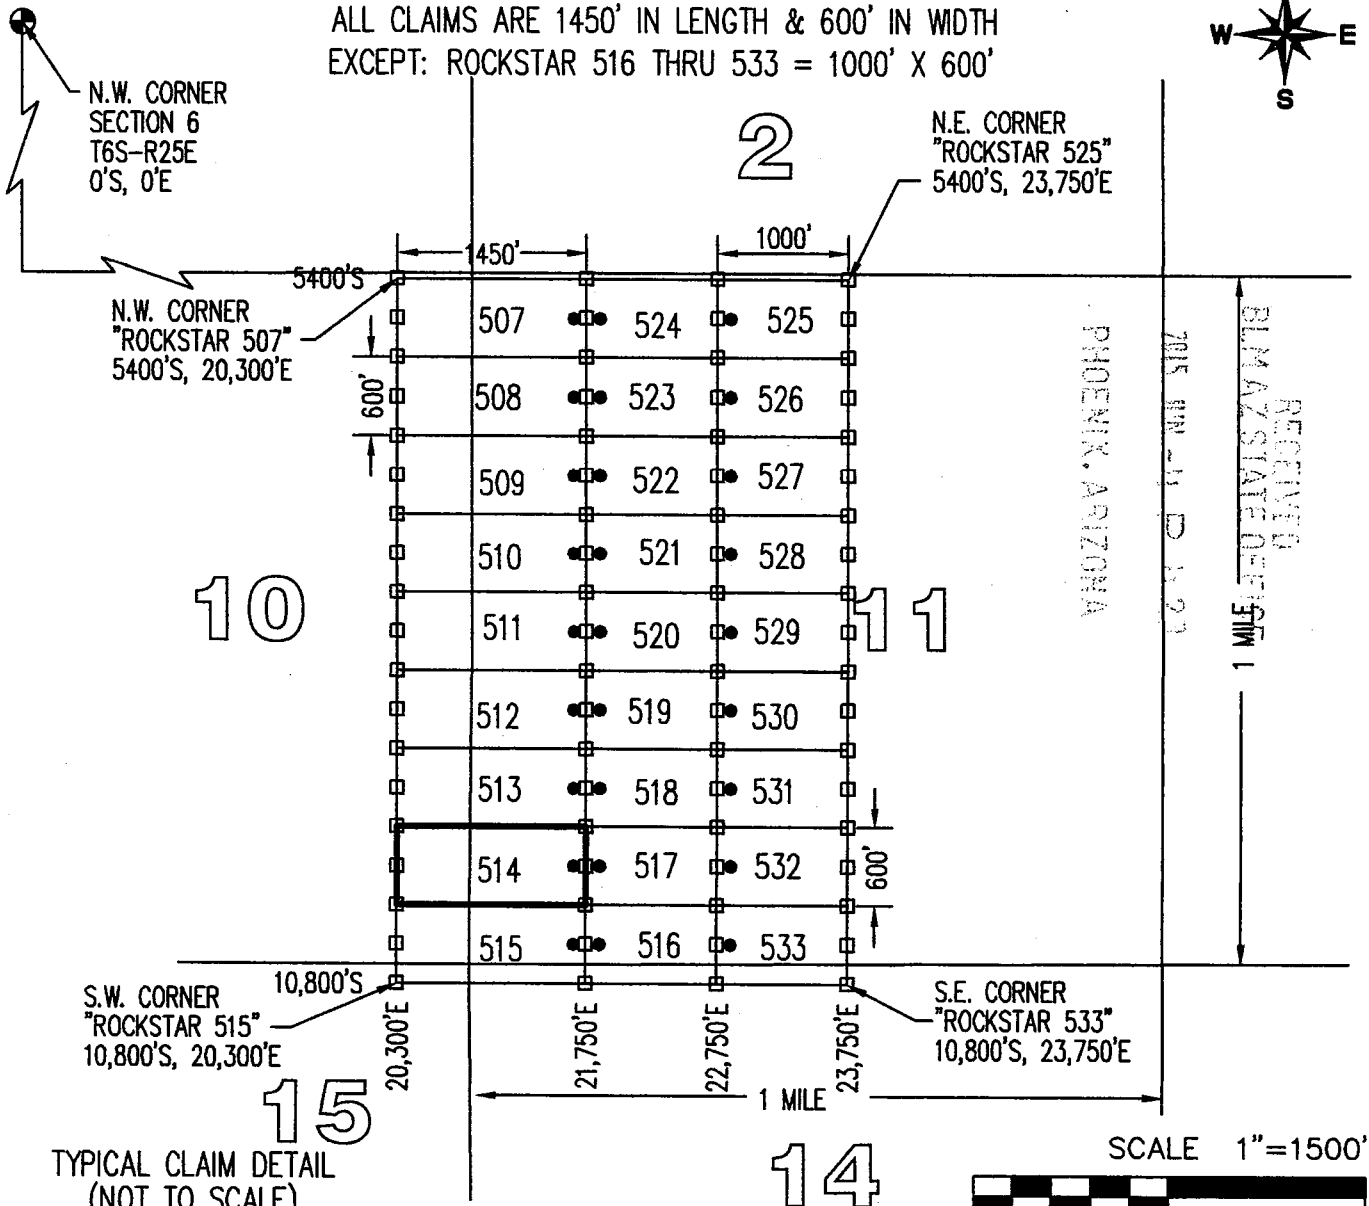 ALL CLAIMS ARE 1450' IN LENGTH & 600' IN WIDTH
EXCEPT: ROCKSTAR 516 THRU 533 = 1000' X 600'
W E
S
N.W. CORNER
SECTION 6
T6S-R25E
0'S, 0'E
2
N.E. CORNER
"ROCKSTAR 525"
5400'S, 23,750'E
1450'
1000'
5400'S
N.W. CORNER
"ROCKSTAR 507"
5400'S, 20,300'E
600'
507 524 525
508 523 526
509 522 527
510 521 528
511 520 529
512 519 530
513 518 531
514 517 532
515 516 533
10
11
600'
1 MILE
RECEIVED
BLM AZ STATE OFFICE
PHOENIX, ARIZONA
10,800'S
S.W. CORNER
"ROCKSTAR 515"
10,800'S, 20,300'E
20,300'E
21,750'E
22,750'E
23,750'E
S.E. CORNER
"ROCKSTAR 533"
10,800'S, 23,750'E
1 MILE
15
14
TYPICAL CLAIM DETAIL
(NOT TO SCALE)
SCALE 1"=1500'